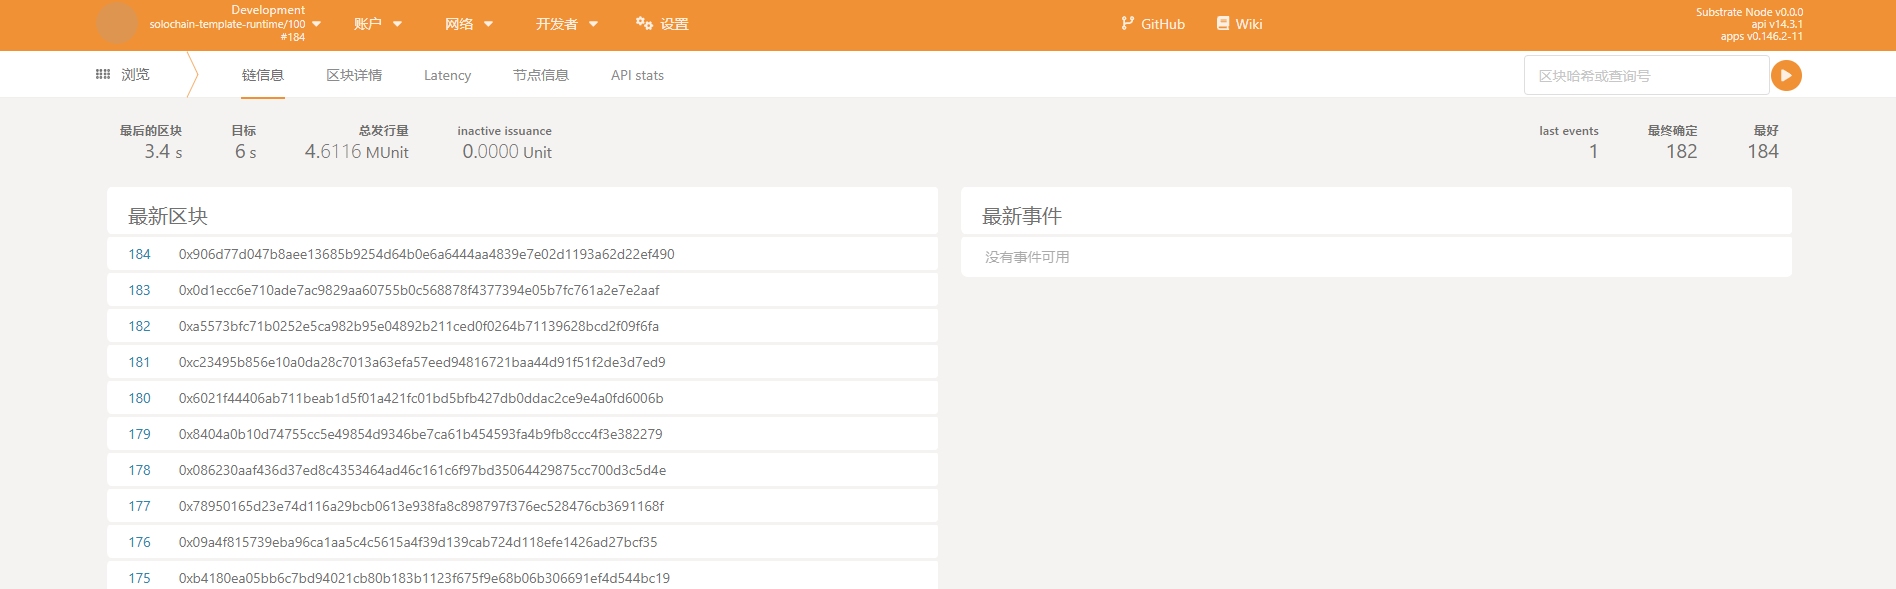 Development
solochain-template-runtime/100
#184
账户
网络
开发者
设置
GitHub
Wiki
Substrate Node v0.0.0
api v14.3.1
apps v0.146.2-11
浏览
链信息
区块详情
Latency
节点信息
API stats
区块哈希或查询号
最后的区块
3.4 s
目标
6 s
总发行量
4.6116 MUnit
inactive issuance
0.0000 Unit
last events
1
最终确定
182
最好
184
最新区块
184 0x906d77d047b8aee13685b9254d64b0e6a6444aa4839e7e02d1193a62d22ef490
183 0x0d1ecc6e710ade7ac9829aa60755b0c568878f4377394e05b7fc761a2e7e2aaf
182 0xa5573bfc71b0252e5ca982b95e04892b211ced0f0264b71139628bcd2f09f6fa
181 0xc23495b856e10a0da28c7013a63efa57eed94816721baa44d91f51f2de3d7ed9
180 0x6021f44406ab711beab1d5f01a421fc01bd5bfb427db0ddac2ce9e4a0fd6006b
179 0x8404a0b10d74755cc5e49854d9346be7ca61b454593fa4b9fb8ccc4f3e382279
178 0x086230aaf436d37ed8c4353464ad46c161c6f97bd35064429875cc700d3c5d4e
177 0x78950165d23e74d116a29bcb0613e938fa8c898797f376ec528476cb3691168f
176 0x09a4f815739eba96ca1aa5c4c5615a4f39d139cab724d118efe1426ad27bcf35
175 0xb4180ea05bb6c7bd94021cb80b183b1123f675f9e68b06b306691ef4d544bc19
最新事件
没有事件可用